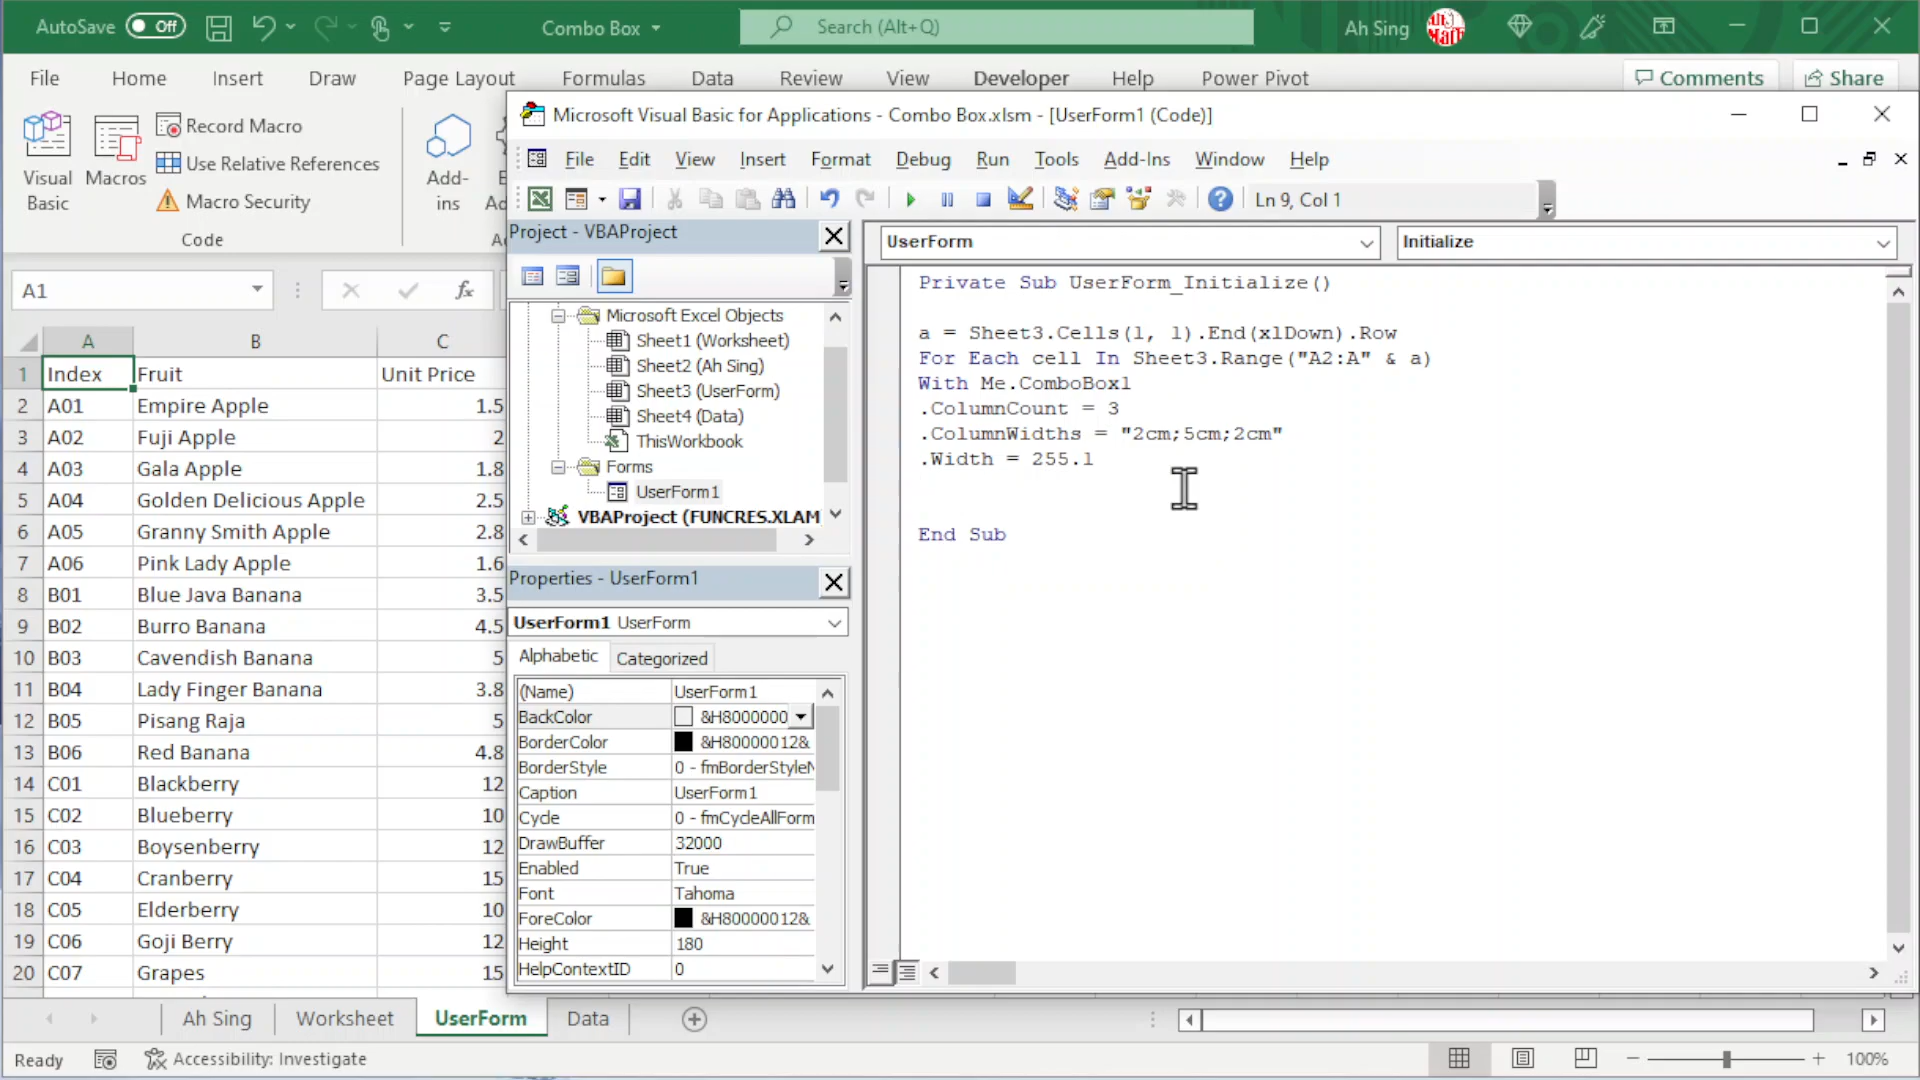 AutoSave Off Combo Box Search (Alt+Q) Ah Sing
File Home Insert Draw Page Layout Formulas Data Review View Developer Help Power Pivot Comments Share
Visual Basic
Macros
Record Macro
Use Relative References
Macro Security
Code
Add-ins
Microsoft Visual Basic for Applications - Combo Box.xlsm - [UserForm1 (Code)]
File Edit View Insert Format Debug Run Tools Add-Ins Window Help
Ln 9, Col 1
Project - VBAProject
Microsoft Excel Objects
Sheet1 (Worksheet)
Sheet2 (Ah Sing)
Sheet3 (UserForm)
Sheet4 (Data)
ThisWorkbook
Forms
UserForm1
VBAProject (FUNCRES.XLAM
Properties - UserForm1
UserForm1 UserForm
Alphabetic Categorized
(Name) UserForm1
BackColor &H8000000
BorderColor &H80000012&
BorderStyle 0 - fmBorderStyleN
Caption UserForm1
Cycle 0 - fmCycleAllForm
DrawBuffer 32000
Enabled True
Font Tahoma
ForeColor &H80000012&
Height 180
HelpContextID 0
UserForm Initialize
Private Sub UserForm_Initialize()
a = Sheet3.Cells(1, 1).End(xlDown).Row
For Each cell In Sheet3.Range("A2:A" & a)
With Me.ComboBox1
.ColumnCount = 3
.ColumnWidths = "2cm;5cm;2cm"
.Width = 255.1
End Sub
A1 fx
A B C
1 Index Fruit Unit Price
2 A01 Empire Apple 1.5
3 A02 Fuji Apple 2
4 A03 Gala Apple 1.8
5 A04 Golden Delicious Apple 2.5
6 A05 Granny Smith Apple 2.8
7 A06 Pink Lady Apple 1.6
8 B01 Blue Java Banana 3.5
9 B02 Burro Banana 4.5
10 B03 Cavendish Banana 5
11 B04 Lady Finger Banana 3.8
12 B05 Pisang Raja 5
13 B06 Red Banana 4.8
14 C01 Blackberry 12
15 C02 Blueberry 10
16 C03 Boysenberry 12
17 C04 Cranberry 15
18 C05 Elderberry 10
19 C06 Goji Berry 12
20 C07 Grapes 15
Ah Sing Worksheet UserForm Data
Ready Accessibility: Investigate 100%